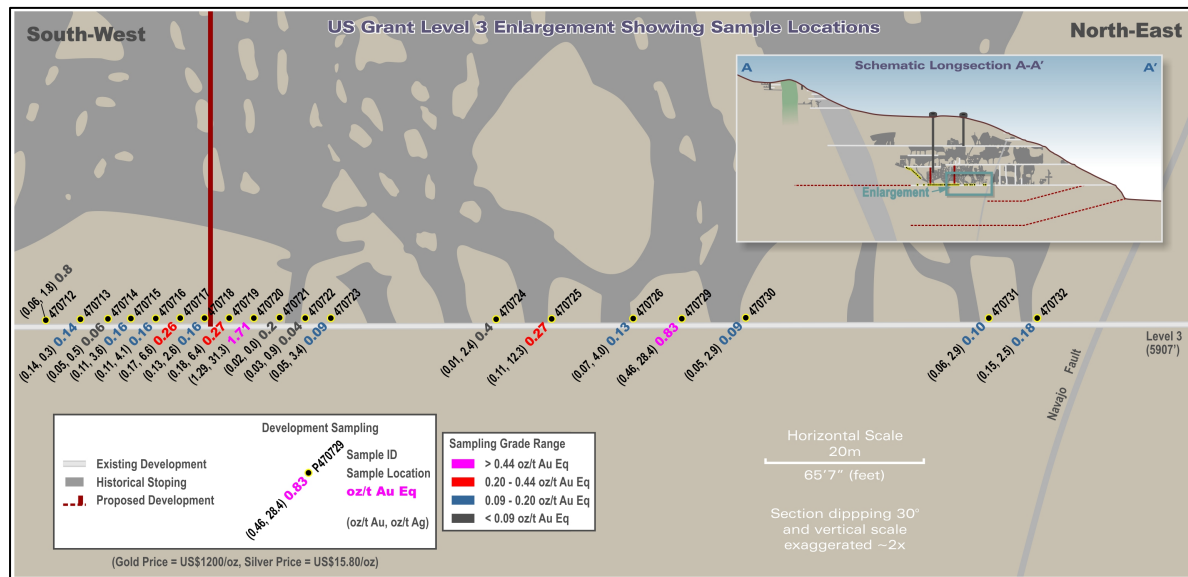 US Grant Level 3 Enlargement Showing Sample Locations
South-West
North-East
A
Schematic Longsection A-A'
A'
Enlargement
(0.06, 1.8) 0.8
470712
(0.14, 0.3) 0.14 470713
(0.05, 0.5) 0.06 470714
(0.11, 3.6) 0.16 470715
(0.11, 4.1) 0.16 470716
(0.17, 6.6) 0.26 470717
(0.13, 2.6) 0.16 470718
(0.18, 6.4) 0.27 470719
(1.29, 31.3) 1.71 470720
(0.02, 0.0) 0.2 470721
(0.03, 0.9) 0.04 470722
(0.05, 3.4) 0.09 470723
(0.01, 2.4) 0.4 470724
(0.11, 12.3) 0.27 470725
(0.07, 4.0) 0.13 470726
(0.46, 28.4) 0.83 470729
(0.05, 2.9) 0.09 470730
(0.06, 2.9) 0.10 470731
(0.15, 2.5) 0.18 470732
Level 3
(5907')
Navajo Fault
Existing Development
Historical Stoping
Proposed Development
Development Sampling
(0.46, 28.4) 0.83 P470729
Sample ID
Sample Location
oz/t Au Eq
(oz/t Au, oz/t Ag)
Sampling Grade Range
> 0.44 oz/t Au Eq
0.20 - 0.44 oz/t Au Eq
0.09 - 0.20 oz/t Au Eq
< 0.09 oz/t Au Eq
Horizontal Scale
20m
65'7" (feet)
Section dippping 30°
and vertical scale
exaggerated ~2x
(Gold Price = US$1200/oz, Silver Price = US$15.80/oz)